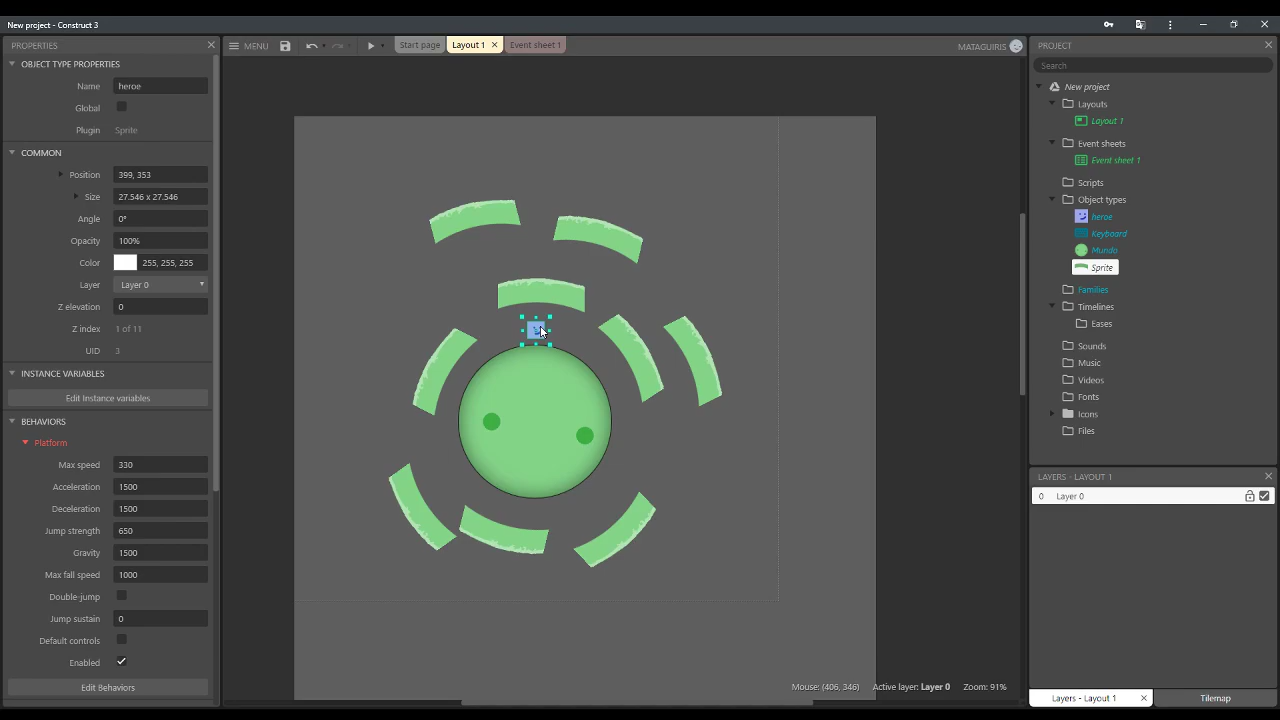 New project - Construct 3
PROPERTIES
OBJECT TYPE PROPERTIES
Name heroe
Global
Plugin Sprite
COMMON
Position 399, 353
Size 27.546 x 27.546
Angle 0°
Opacity 100%
Color 255, 255, 255
Layer Layer 0
Z elevation 0
Z index 1 of 11
UID 3
INSTANCE VARIABLES
Edit Instance variables
BEHAVIORS
Platform
Max speed 330
Acceleration 1500
Deceleration 1500
Jump strength 650
Gravity 1500
Max fall speed 1000
Double-jump
Jump sustain 0
Default controls
Enabled
Edit Behaviors
MENU
Start page
Layout 1
Event sheet 1
MATAGUIRIS
Mouse: (406, 346) Active layer: Layer 0 Zoom: 91%
PROJECT
Search
New project
Layouts
Layout 1
Event sheets
Event sheet 1
Scripts
Object types
heroe
Keyboard
Mundo
Sprite
Families
Timelines
Eases
Sounds
Music
Videos
Fonts
Icons
Files
LAYERS - LAYOUT 1
0 Layer 0
Layers - Layout 1
Tilemap